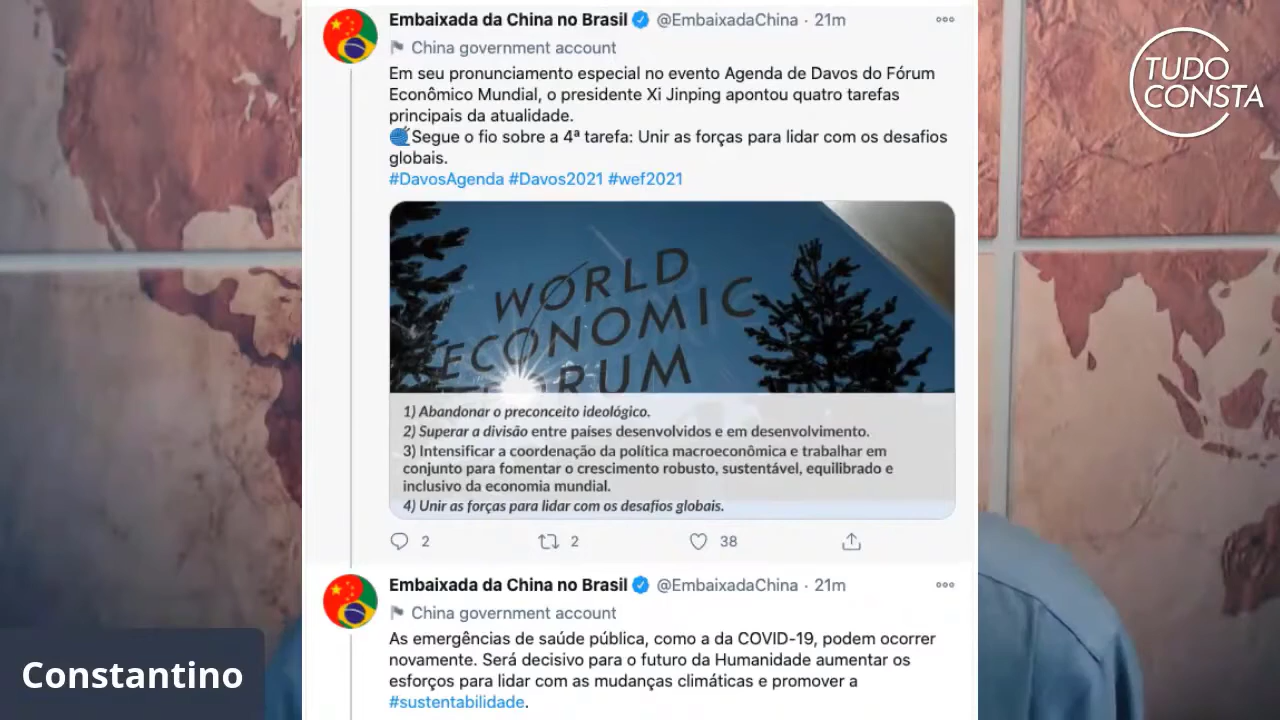 Embaixada da China no Brasil @EmbaixadaChina · 21m
China government account
Em seu pronunciamento especial no evento Agenda de Davos do Fórum
Econômico Mundial, o presidente Xi Jinping apontou quatro tarefas
principais da atualidade.
🧶Segue o fio sobre a 4ª tarefa: Unir as forças para lidar com os desafios
globais.
#DavosAgenda #Davos2021 #wef2021
WORLD
ECONOMIC
FORUM
1) Abandonar o preconceito ideológico.
2) Superar a divisão entre países desenvolvidos e em desenvolvimento.
3) Intensificar a coordenação da política macroeconômica e trabalhar em
conjunto para fomentar o crescimento robusto, sustentável, equilibrado e
inclusivo da economia mundial.
4) Unir as forças para lidar com os desafios globais.
2 2 38
Embaixada da China no Brasil @EmbaixadaChina · 21m
China government account
As emergências de saúde pública, como a da COVID-19, podem ocorrer
novamente. Será decisivo para o futuro da Humanidade aumentar os
esforços para lidar com as mudanças climáticas e promover a
#sustentabilidade.
TUDO
CONSTA
Constantino